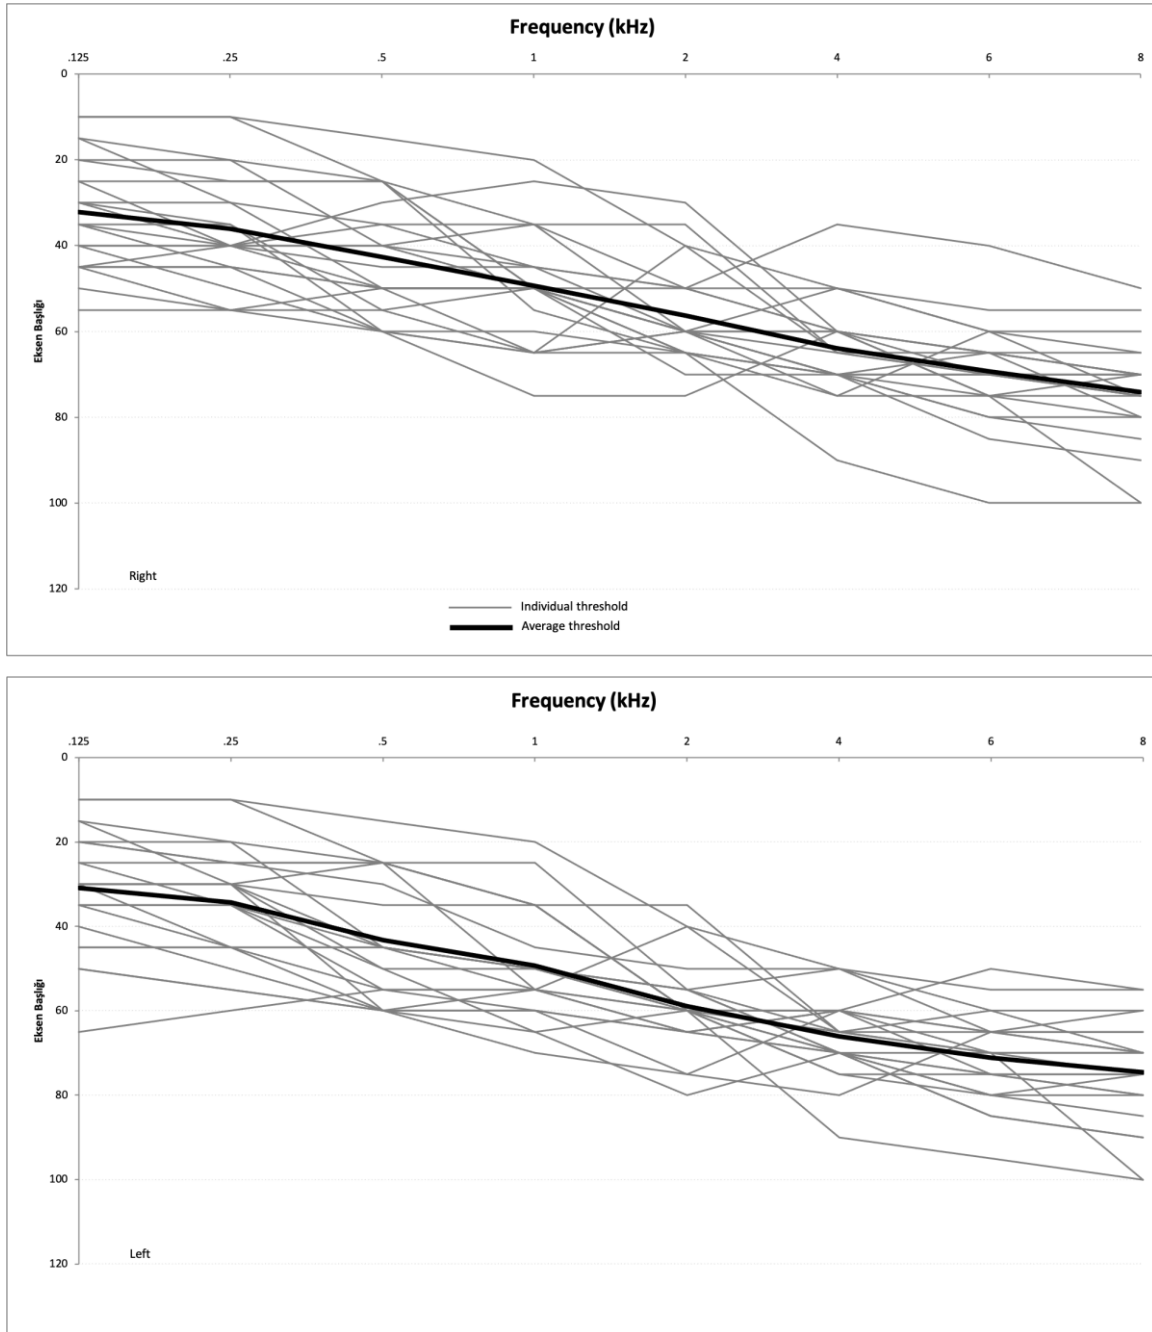 Frequency (kHz)
.125 .25 .5 1 2 4 6 8
0
20
40
60
80
100
120
Eksen Başlığı
Right
Individual threshold
Average threshold
Frequency (kHz)
.125 .25 .5 1 2 4 6 8
0
20
40
60
80
100
120
Eksen Başlığı
Left